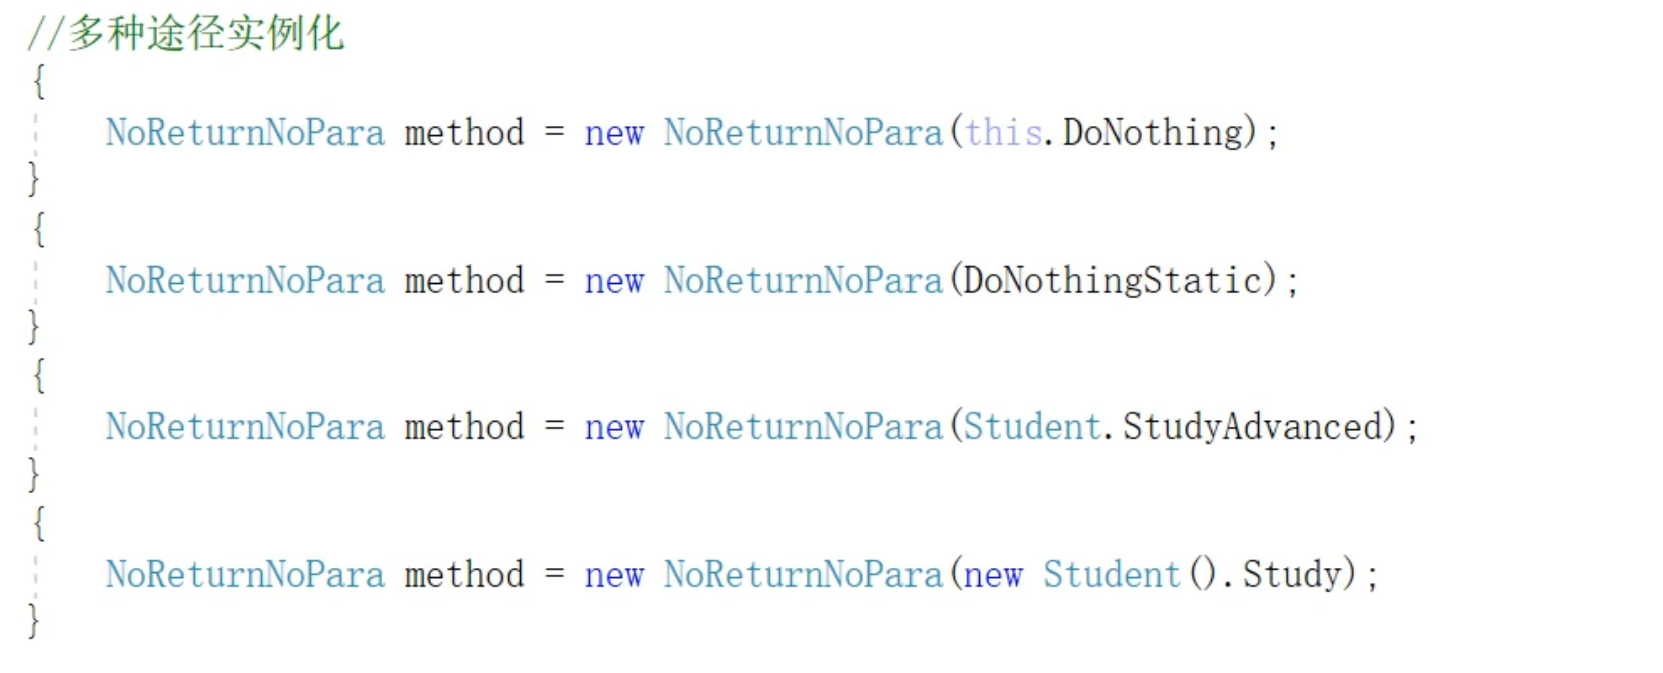 //多种途径实例化
{
NoReturnNoPara method = new NoReturnNoPara(this.DoNothing);
}
{
NoReturnNoPara method = new NoReturnNoPara(DoNothingStatic);
}
{
NoReturnNoPara method = new NoReturnNoPara(Student.StudyAdvanced);
}
{
NoReturnNoPara method = new NoReturnNoPara(new Student().Study);
}